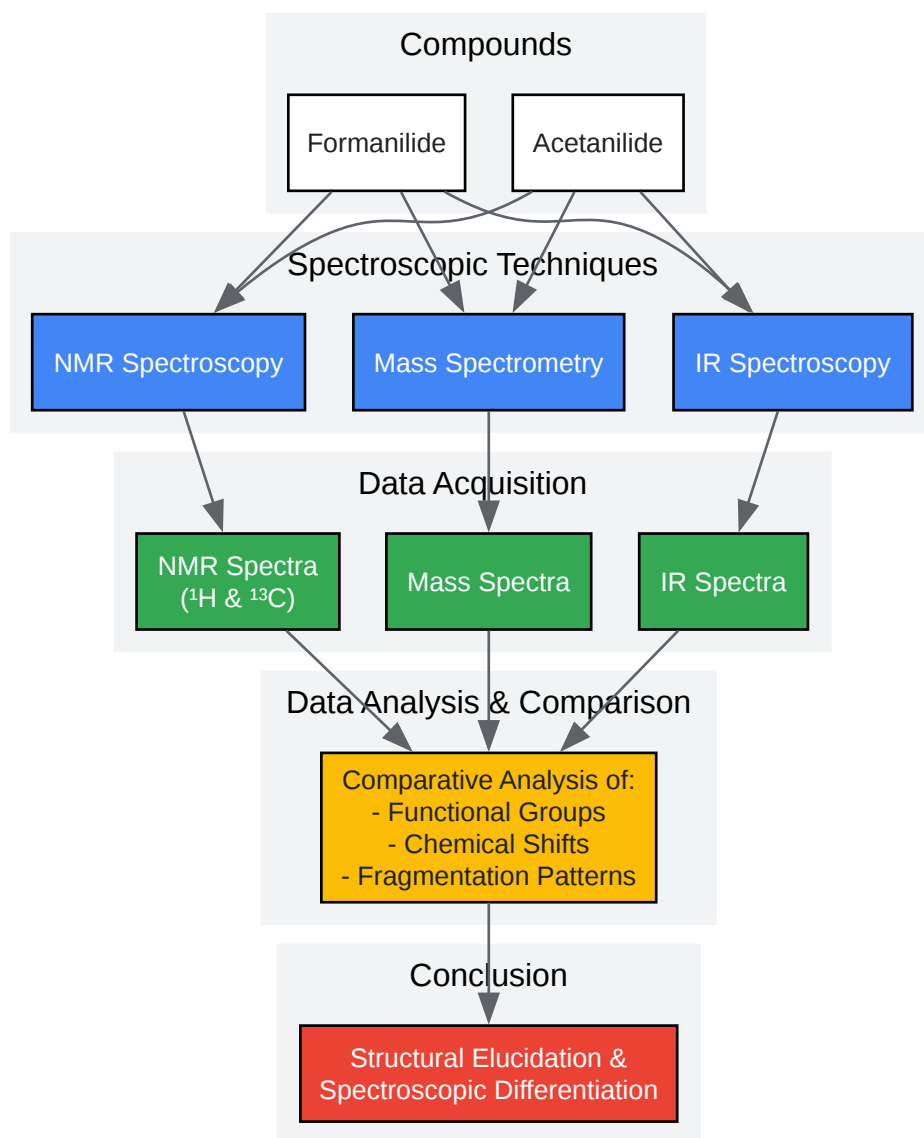 Compounds
Formanilide
Acetanilide
Spectroscopic Techniques
NMR Spectroscopy
Mass Spectrometry
IR Spectroscopy
Data Acquisition
NMR Spectra
(¹H & ¹³C)
Mass Spectra
IR Spectra
Data Analysis & Comparison
Comparative Analysis of:
- Functional Groups
- Chemical Shifts
- Fragmentation Patterns
Conclusion
Structural Elucidation &
Spectroscopic Differentiation